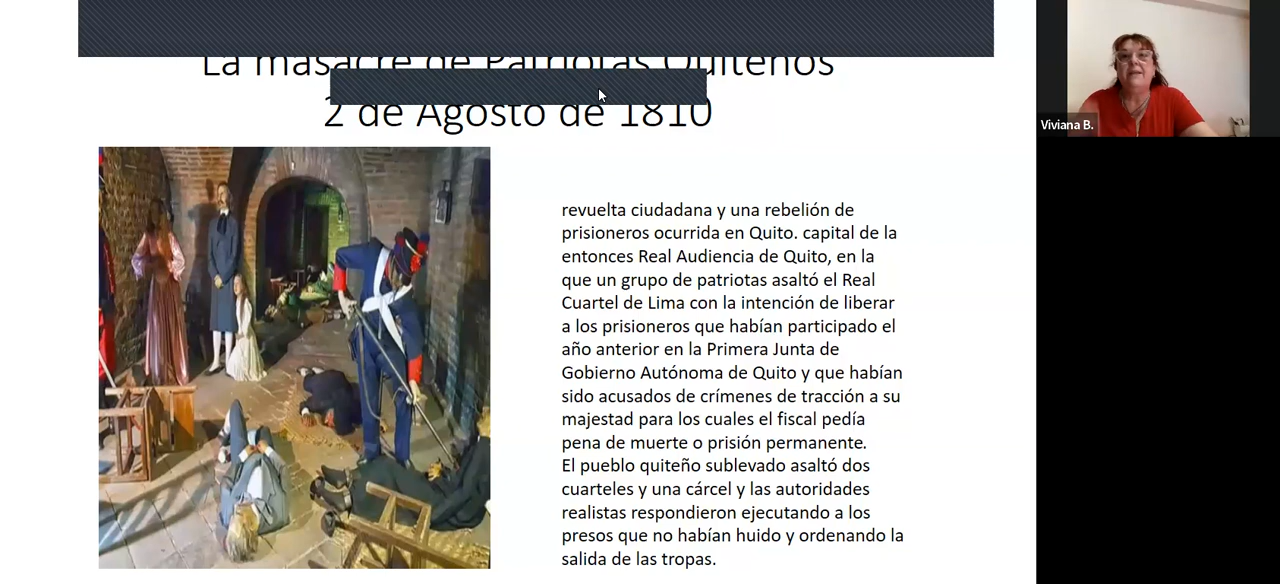 La masacre de Patriotas Quiteños
2 de Agosto de 1810
revuelta ciudadana y una rebelión de
prisioneros ocurrida en Quito. capital de la
entonces Real Audiencia de Quito, en la
que un grupo de patriotas asaltó el Real
Cuartel de Lima con la intención de liberar
a los prisioneros que habían participado el
año anterior en la Primera Junta de
Gobierno Autónoma de Quito y que habían
sido acusados de crímenes de tracción a su
majestad para los cuales el fiscal pedía
pena de muerte o prisión permanente.
El pueblo quiteño sublevado asaltó dos
cuarteles y una cárcel y las autoridades
realistas respondieron ejecutando a los
presos que no habían huido y ordenando la
salida de las tropas.
Viviana B.